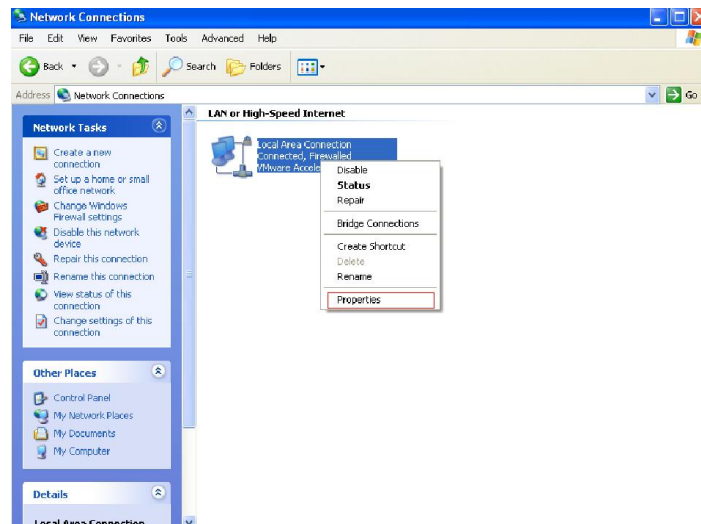 Network Connections
File Edit View Favorites Tools Advanced Help
Back Search Folders
Address Network Connections Go
Network Tasks
Create a new
connection
Set up a home or small
office network
Change Windows
Firewall settings
Disable this network
device
Repair this connection
Rename this connection
View status of this
connection
Change settings of this
connection
Other Places
Control Panel
My Network Places
My Documents
My Computer
Details
Local Area Connection
LAN or High-Speed Internet
Local Area Connection
Connected, Firewalled
VMware Accele
Disable
Status
Repair
Bridge Connections
Create Shortcut
Delete
Rename
Properties